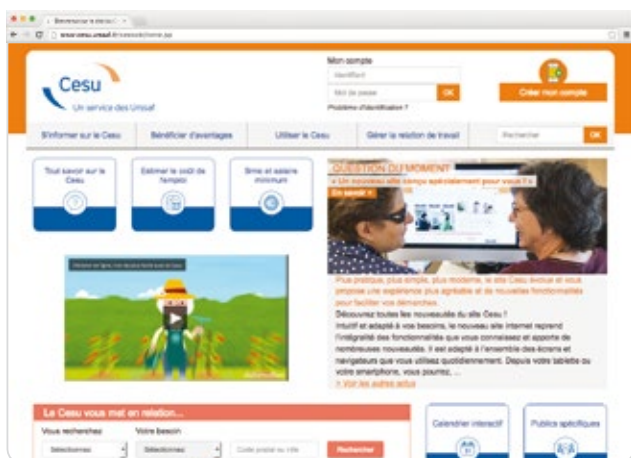 Cesu
Un service des Urssaf
Mon compte
Identifiant
Mot de passe
OK
Problème d'identification ?
Créer mon compte
S'informer sur le Cesu
Bénéficier d'avantages
Utiliser le Cesu
Gérer la relation de travail
Rechercher
OK
Tout savoir sur le
Cesu
Estimer le coût de
l'emploi
Smic et salaire
minimum
QUESTION DU MOMENT
« Un nouveau site conçu spécialement pour vous ! »
En savoir +
Plus pratique, plus simple, plus moderne, le site Cesu évolue et vous
propose une expérience plus agréable et de nouvelles fonctionnalités
pour faciliter vos démarches.
Découvrez toutes les nouveautés du site Cesu !
Intuitif et adapté à vos besoins, le nouveau site internet reprend
l'intégralité des fonctionnalités que vous connaissez et apporte de
nombreuses nouveautés. Il est adapté à l'ensemble des écrans et
navigateurs que vous utilisez quotidiennement. Depuis votre tablette ou
votre smartphone, vous pourrez, ...
> Voir les autres actus
Le Cesu vous met en relation...
Vous recherchez
Votre besoin
Sélectionnez
Sélectionnez
Code postal ou ville
Rechercher
Calendrier interactif
Publics spécifiques